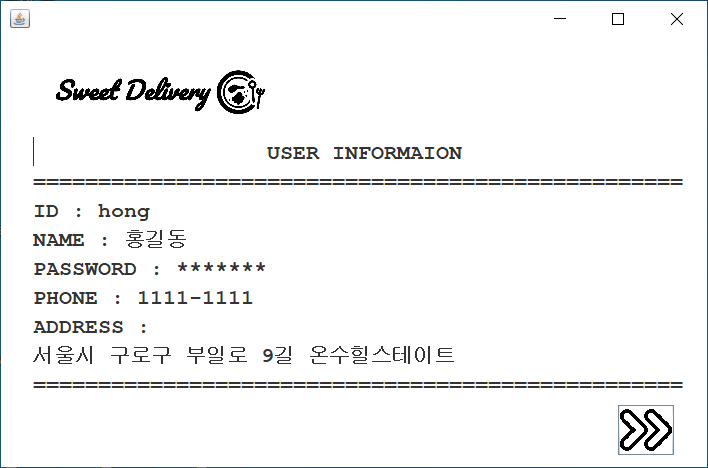 Sweet Delivery
USER INFORMAION
==================================================
ID : hong
NAME : 홍길동
PASSWORD : *******
PHONE : 1111-1111
ADDRESS :
서울시 구로구 부일로 9길 온수힐스테이트
==================================================